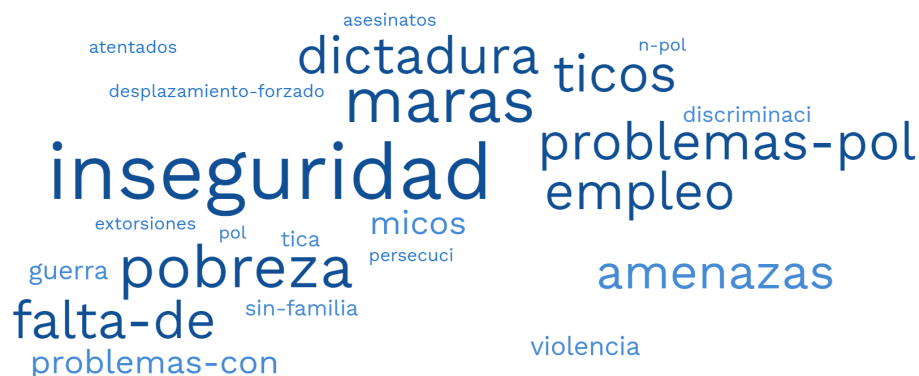 asesinatos
atentados
dictadura
n-pol
ticos
desplazamiento-forzado
maras
discriminaci
problemas-pol
inseguridad
empleo
extorsiones
micos
pol
tica
persecuci
guerra
pobreza
amenazas
falta-de
sin-familia
violencia
problemas-con